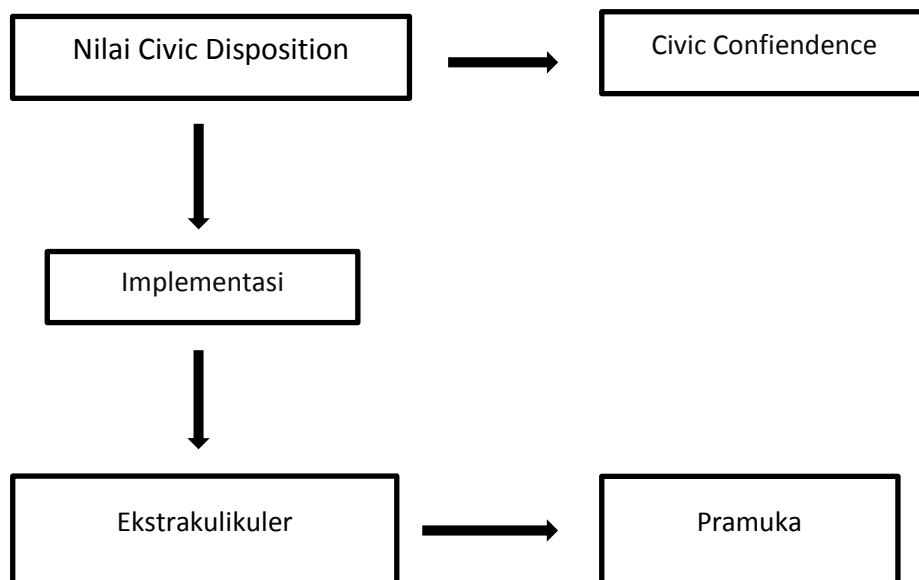 Nilai Civic Disposition
Civic Confiendence
Implementasi
Ekstrakulikuler
Pramuka